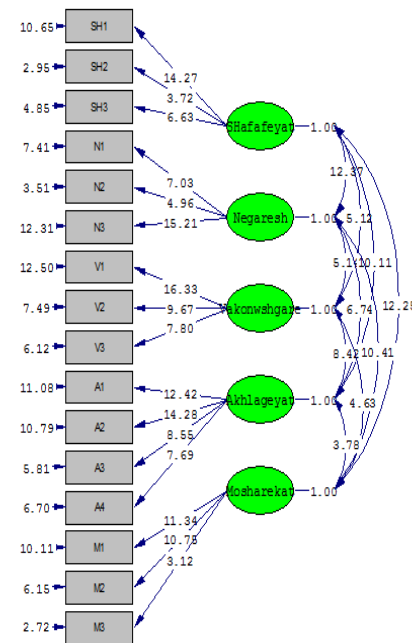 10.65 SH1
14.27
2.95 SH2
3.72
4.85 SH3
6.63
SHafafeyat 1.00
7.41 N1
7.03
12.37
3.51 N2
4.96
Negaresh 1.00
5.12
12.31 N3
15.21
12.50 V1
16.33
5.14
10.11
7.49 V2
9.67
1.00
6.74
12.28
6.12 V3
7.80
8.42
10.41
11.08 A1
12.42
10.79 A2
14.28
Akhlageyat 1.00
4.63
5.81 A3
8.55
3.78
6.70 A4
7.69
Mosharekat 1.00
10.11 M1
11.34
6.15 M2
10.78
2.72 M3
3.12